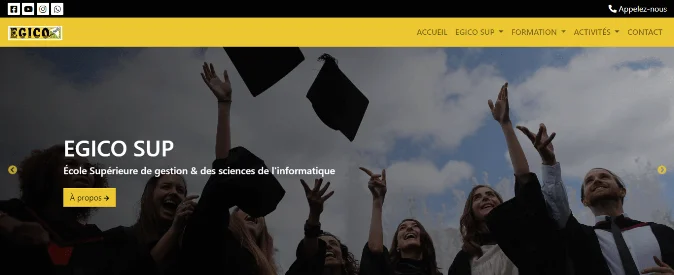 Appelez-nous
EGICO
ACCUEIL EGICO SUP FORMATION ACTIVITÉS CONTACT
EGICO SUP
École Supérieure de gestion & des sciences de l'informatique
À propos